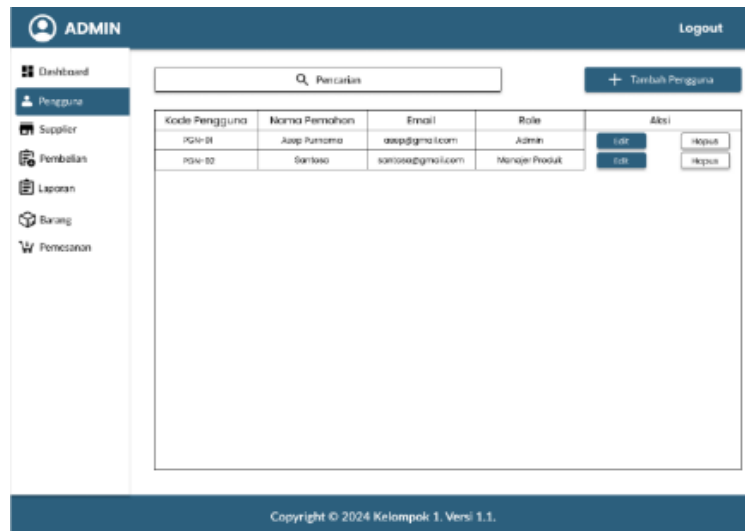 ADMIN
Logout
Dashboard
Pengguna
Supplier
Pembelian
Laporan
Barang
Pemesanan
Pencarian
+ Tambah Pengguna
Kode Pengguna Nama Pemohon Email Role Aksi
PGN-01 Asep Purnama asep@gmail.com Admin Edit Hapus
PGN-02 Santoso santoso@gmail.com Manajer Produk Edit Hapus
Copyright © 2024 Kelompok 1. Versi 1.1.